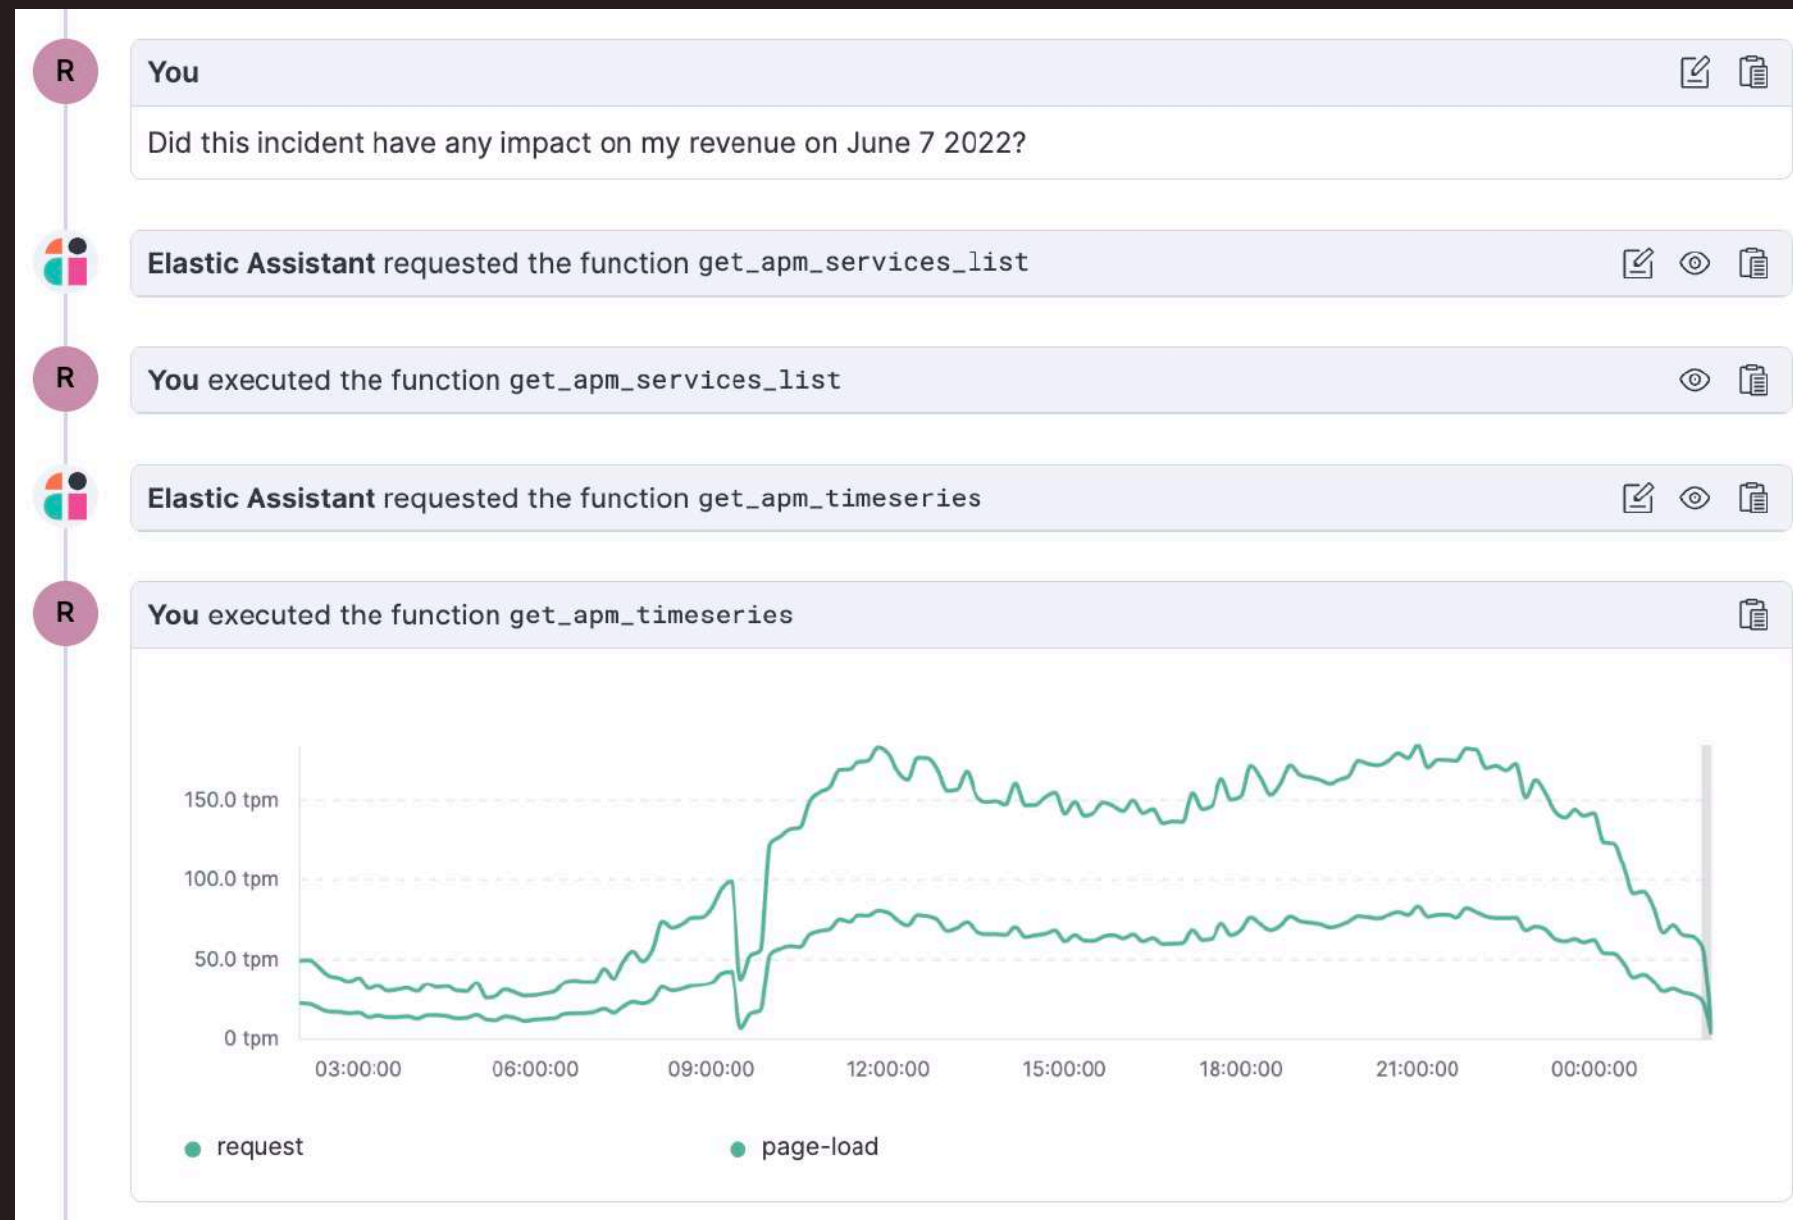 R
You
Did this incident have any impact on my revenue on June 7 2022?
Elastic Assistant requested the function get_apm_services_list
R
You executed the function get_apm_services_list
Elastic Assistant requested the function get_apm_timeseries
R
You executed the function get_apm_timeseries
150.0 tpm
100.0 tpm
50.0 tpm
0 tpm
03:00:00 06:00:00 09:00:00 12:00:00 15:00:00 18:00:00 21:00:00 00:00:00
request page-load